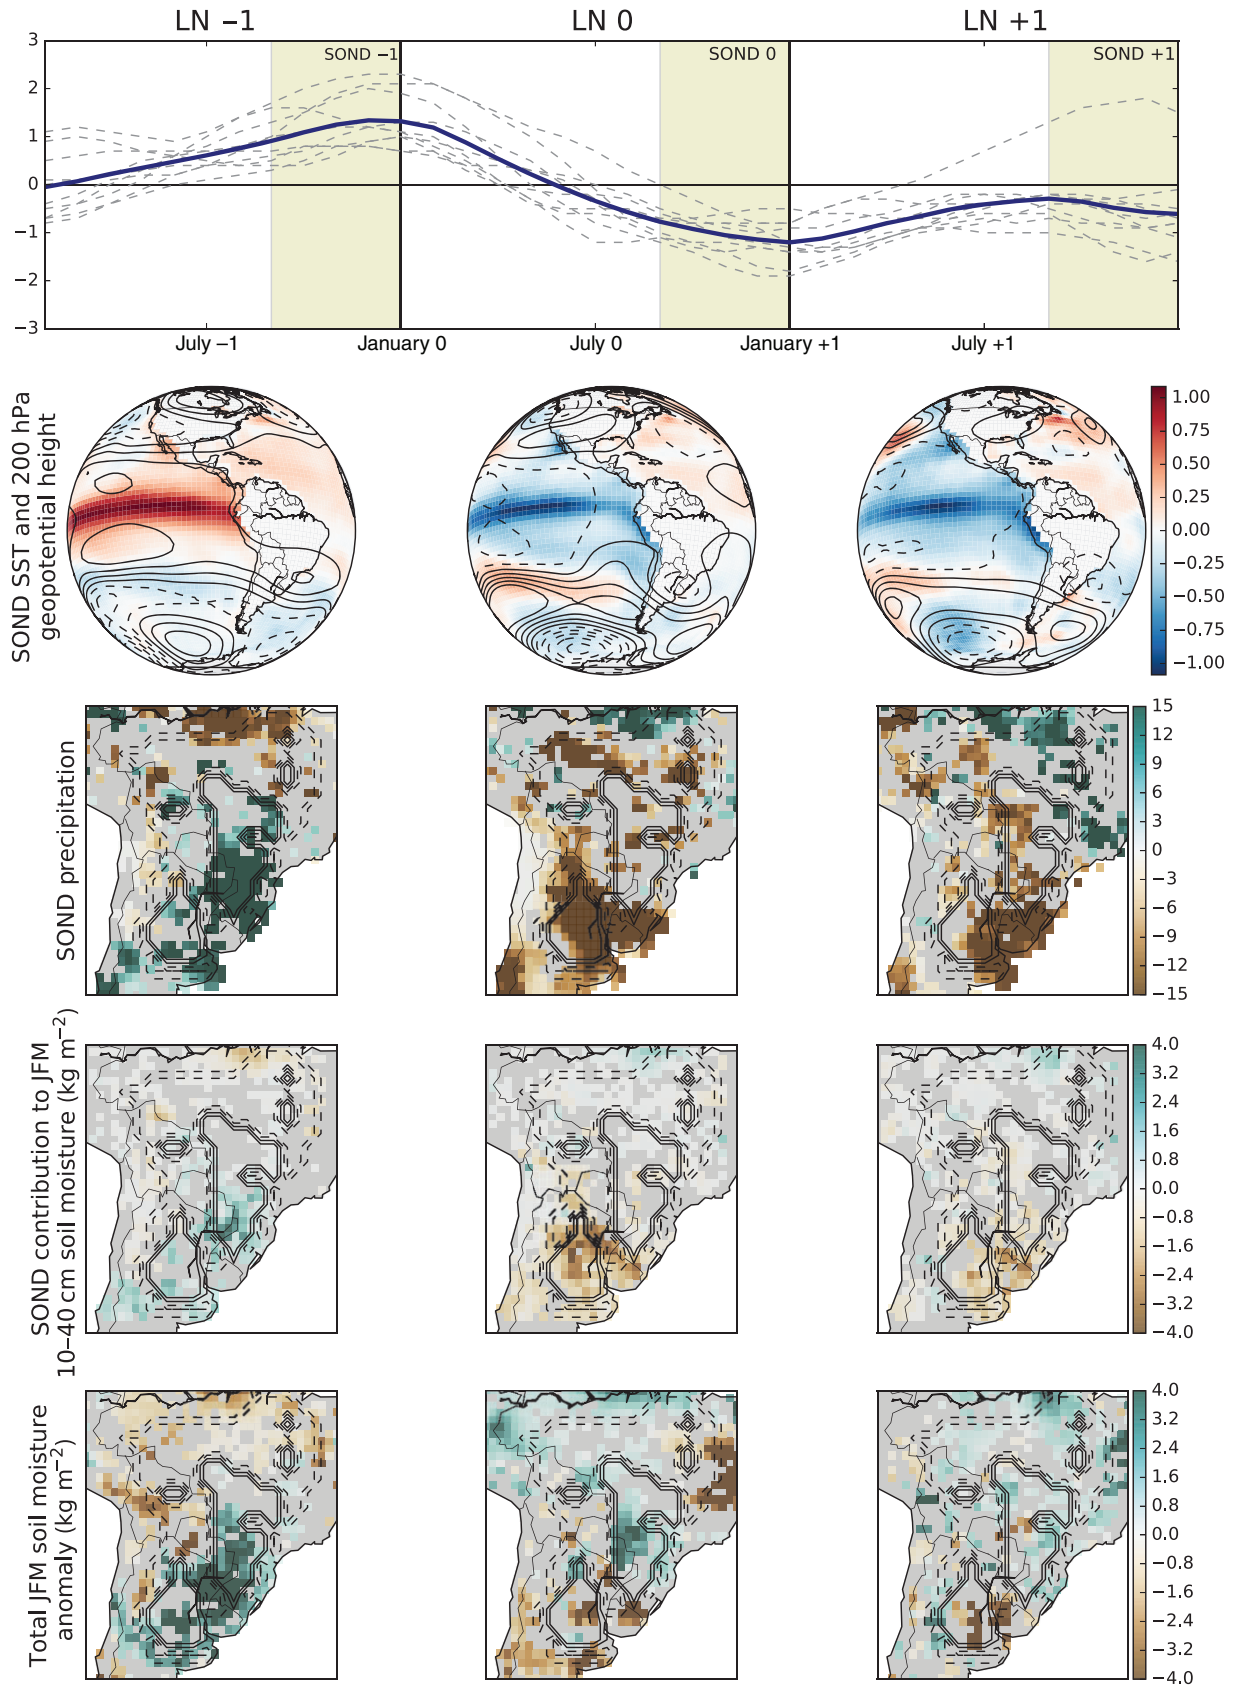 LN –1
LN 0
LN +1
3
2
1
0
−1
−2
−3
SOND –1
SOND 0
SOND +1
July –1
January 0
July 0
January +1
July +1
SOND SST and 200 hPa
geopotential height
1.00
0.75
0.50
0.25
0.00
−0.25
−0.50
−0.75
−1.00
SOND precipitation
15
12
9
6
3
0
−3
−6
−9
−12
−15
SOND contribution to JFM
10–40 cm soil moisture (kg m⁻²)
4.0
3.2
2.4
1.6
0.8
0.0
−0.8
−1.6
−2.4
−3.2
−4.0
Total JFM soil moisture
anomaly (kg m⁻²)
4.0
3.2
2.4
1.6
0.8
0.0
−0.8
−1.6
−2.4
−3.2
−4.0